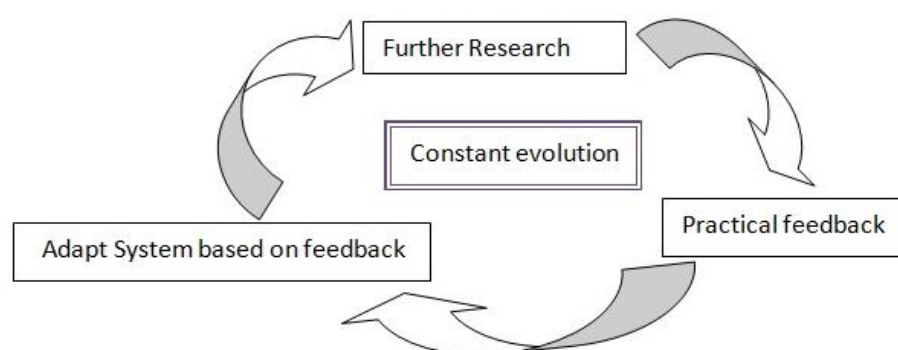 Further Research
Constant evolution
Practical feedback
Adapt System based on feedback